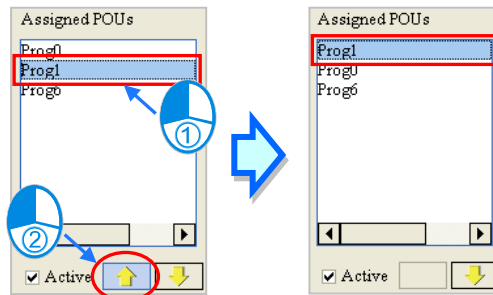 Assigned POUs
Prog0
Prog1
Prog6
①
②
Active
Assigned POUs
Prog1
Prog0
Prog6
Active